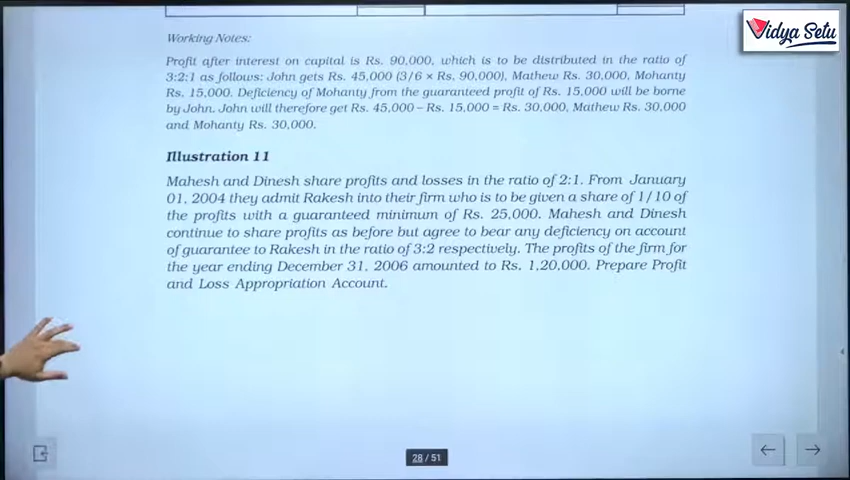 Vidya Setu
Working Notes:
Profit after interest on capital is Rs. 90,000, which is to be distributed in the ratio of
3:2:1 as follows: John gets Rs. 45,000 (3/6 × Rs. 90,000), Mathew Rs. 30,000, Mohanty
Rs. 15,000. Deficiency of Mohanty from the guaranteed profit of Rs. 15,000 will be borne
by John. John will therefore get Rs. 45,000 – Rs. 15,000 = Rs. 30,000, Mathew Rs. 30,000
and Mohanty Rs. 30,000.
Illustration 11
Mahesh and Dinesh share profits and losses in the ratio of 2:1. From January
01, 2004 they admit Rakesh into their firm who is to be given a share of 1/10 of
the profits with a guaranteed minimum of Rs. 25,000. Mahesh and Dinesh
continue to share profits as before but agree to bear any deficiency on account
of guarantee to Rakesh in the ratio of 3:2 respectively. The profits of the firm for
the year ending December 31, 2006 amounted to Rs. 1,20,000. Prepare Profit
and Loss Appropriation Account.
28 / 51